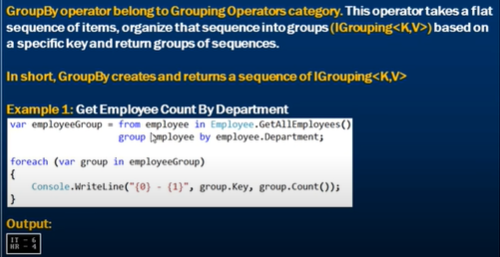 GroupBy operator belong to Grouping Operators category. This operator takes a flat
sequence of items, organize that sequence into groups (IGrouping<K,V>) based on
a specific key and return groups of sequences.
In short, GroupBy creates and returns a sequence of IGrouping<K,V>
Example 1: Get Employee Count By Department
var employeeGroup = from employee in Employee.GetAllEmployees()
group employee by employee.Department;
foreach (var group in employeeGroup)
{
Console.WriteLine("{0} - {1}", group.Key, group.Count());
}
Output:
IT - 6
HR - 4